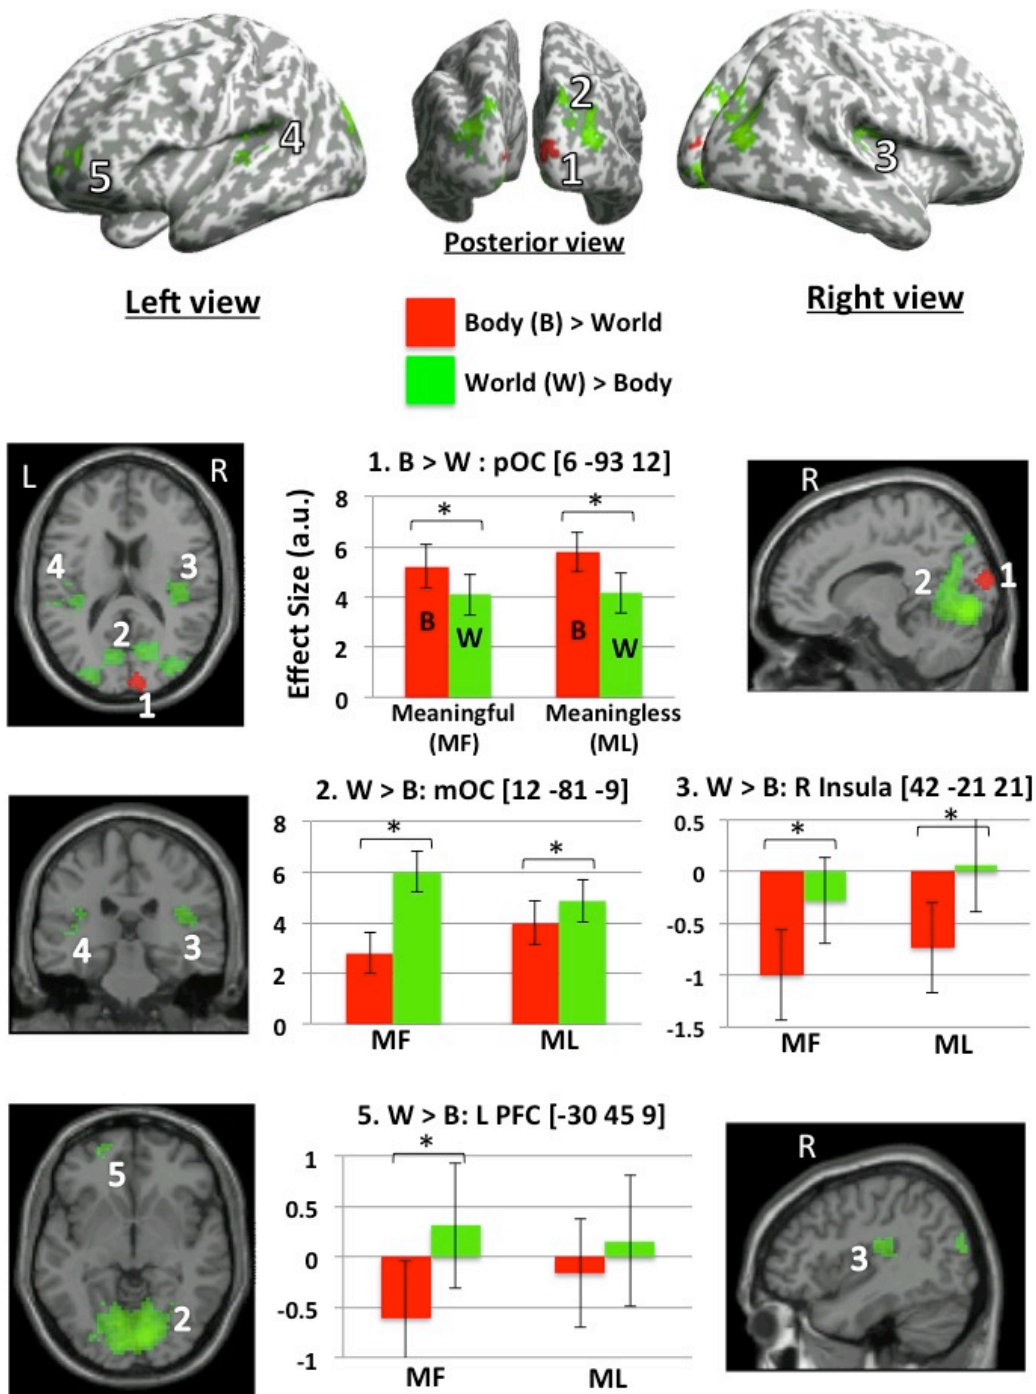 5
4
2
1
3
Posterior view
Left view
Right view
Body (B) > World
World (W) > Body
L
R
4
3
2
1
1. B > W : pOC [6 -93 12]
Effect Size (a.u.)
8
6
4
2
0
*
*
B
W
B
W
Meaningful
(MF)
Meaningless
(ML)
R
2
1
4
3
2. W > B: mOC [12 -81 -9]
8
6
4
2
0
*
*
MF
ML
3. W > B: R Insula [42 -21 21]
0.5
0
-0.5
-1
-1.5
*
*
MF
ML
5
2
5. W > B: L PFC [-30 45 9]
1
0.5
0
-0.5
-1
*
MF
ML
R
3